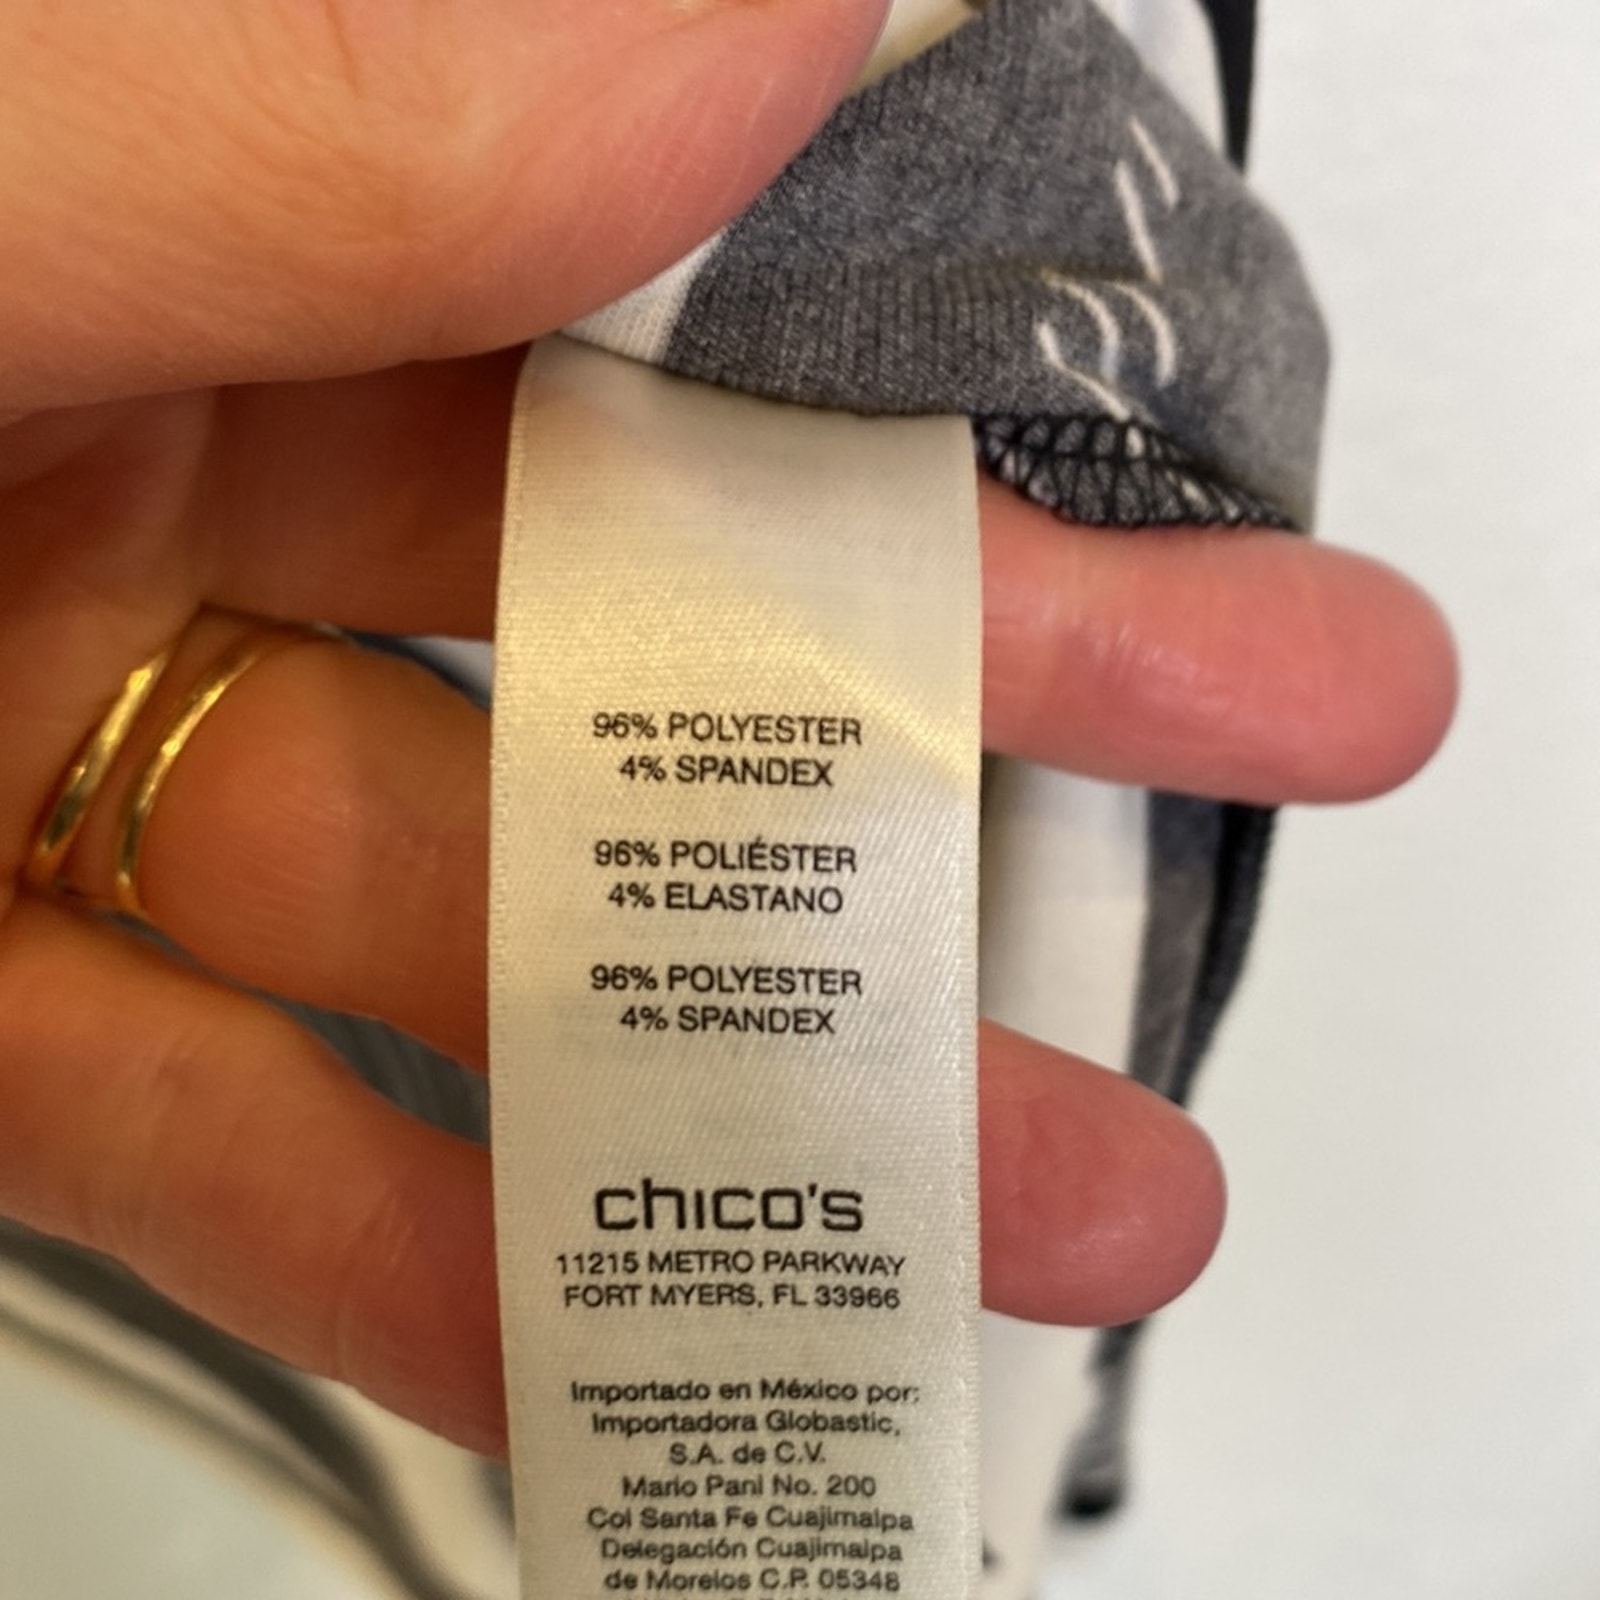 96% POLYESTER
4% SPANDEX
96% POLIÉSTER
4% ELASTANO
96% POLYESTER
4% SPANDEX
chico's
11215 METRO PARKWAY
FORT MYERS, FL 33966
Importado en México por:
Importadora Globastic,
S.A. de C.V.
Mario Pani No. 200
Col Santa Fe Cuajimalpa
Delegación Cuajimalpa
de Morelos C.P. 05348